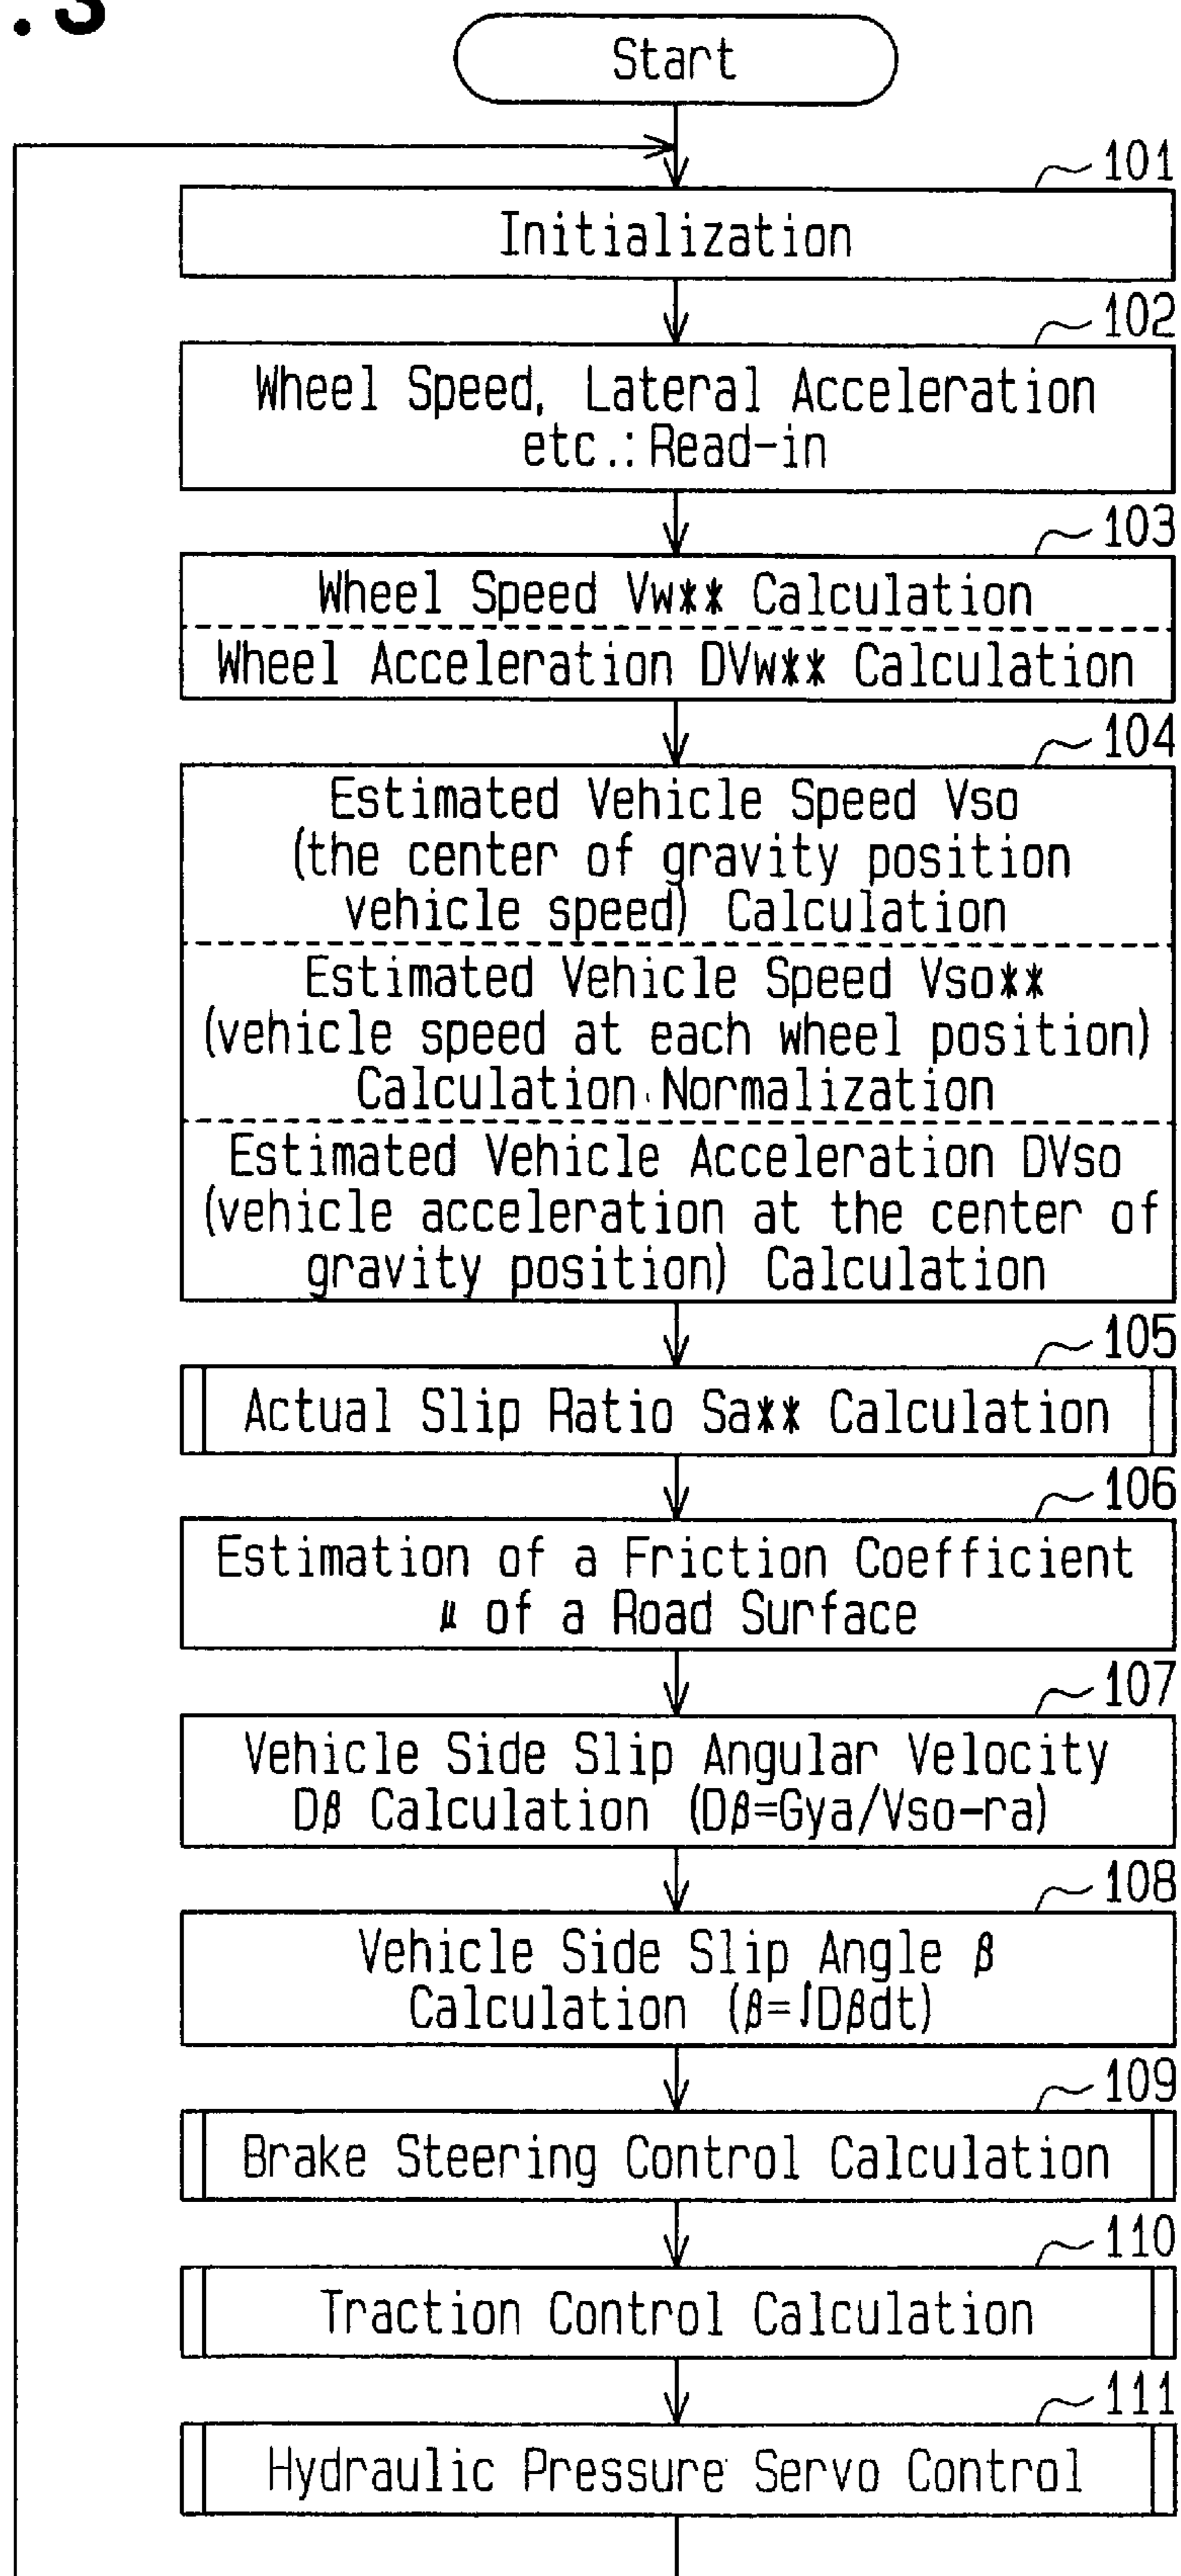 .3
Start
101
Initialization
102
Wheel Speed, Lateral Acceleration
etc.:Read-in
103
Wheel Speed Vw** Calculation
Wheel Acceleration DVw** Calculation
104
Estimated Vehicle Speed Vso
(the center of gravity position
vehicle speed) Calculation
Estimated Vehicle Speed Vso**
(vehicle speed at each wheel position)
Calculation Normalization
Estimated Vehicle Acceleration DVso
(vehicle acceleration at the center of
gravity position) Calculation
105
Actual Slip Ratio Sa** Calculation
106
Estimation of a Friction Coefficient
μ of a Road Surface
107
Vehicle Side Slip Angular Velocity
Dβ Calculation (Dβ=Gya/Vso-ra)
108
Vehicle Side Slip Angle β
Calculation (β=∫Dβdt)
109
Brake Steering Control Calculation
110
Traction Control Calculation
111
Hydraulic Pressure Servo Control